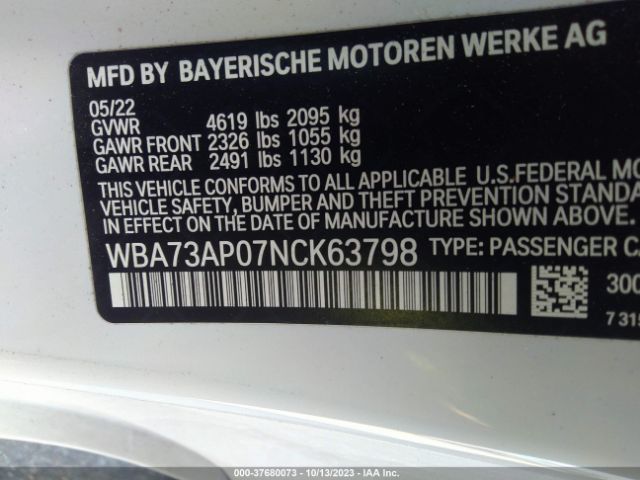 MFD BY BAYERISCHE MOTOREN WERKE AG
05/22
GVWR 4619 lbs 2095 kg
GAWR FRONT 2326 lbs 1055 kg
GAWR REAR 2491 lbs 1130 kg
THIS VEHICLE CONFORMS TO ALL APPLICABLE U.S.FEDERAL MO
VEHICLE SAFETY, BUMPER AND THEFT PREVENTION STANDA
IN EFFECT ON THE DATE OF MANUFACTURE SHOWN ABOVE.
WBA73AP07NCK63798 TYPE: PASSENGER CA
300
7 315
000-37680073 | 10/13/2023 | IAA Inc.